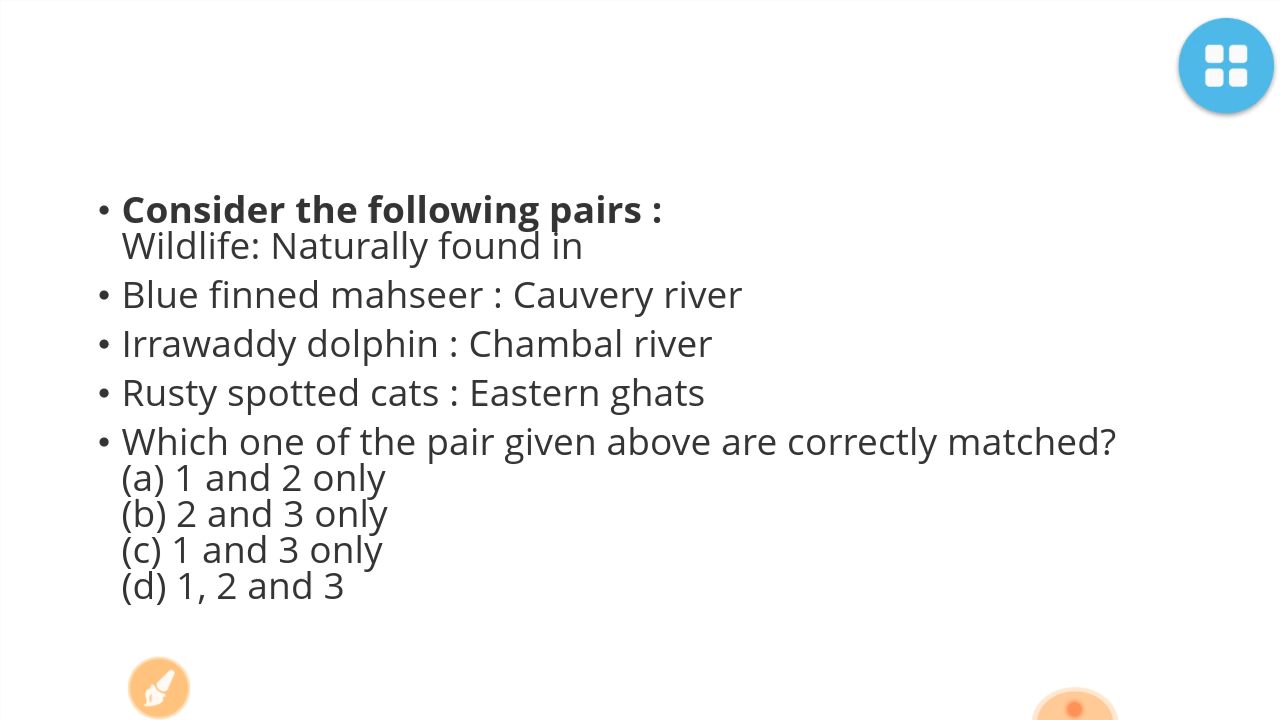 • Consider the following pairs :
Wildlife: Naturally found in
• Blue finned mahseer : Cauvery river
• Irrawaddy dolphin : Chambal river
• Rusty spotted cats : Eastern ghats
• Which one of the pair given above are correctly matched?
(a) 1 and 2 only
(b) 2 and 3 only
(c) 1 and 3 only
(d) 1, 2 and 3